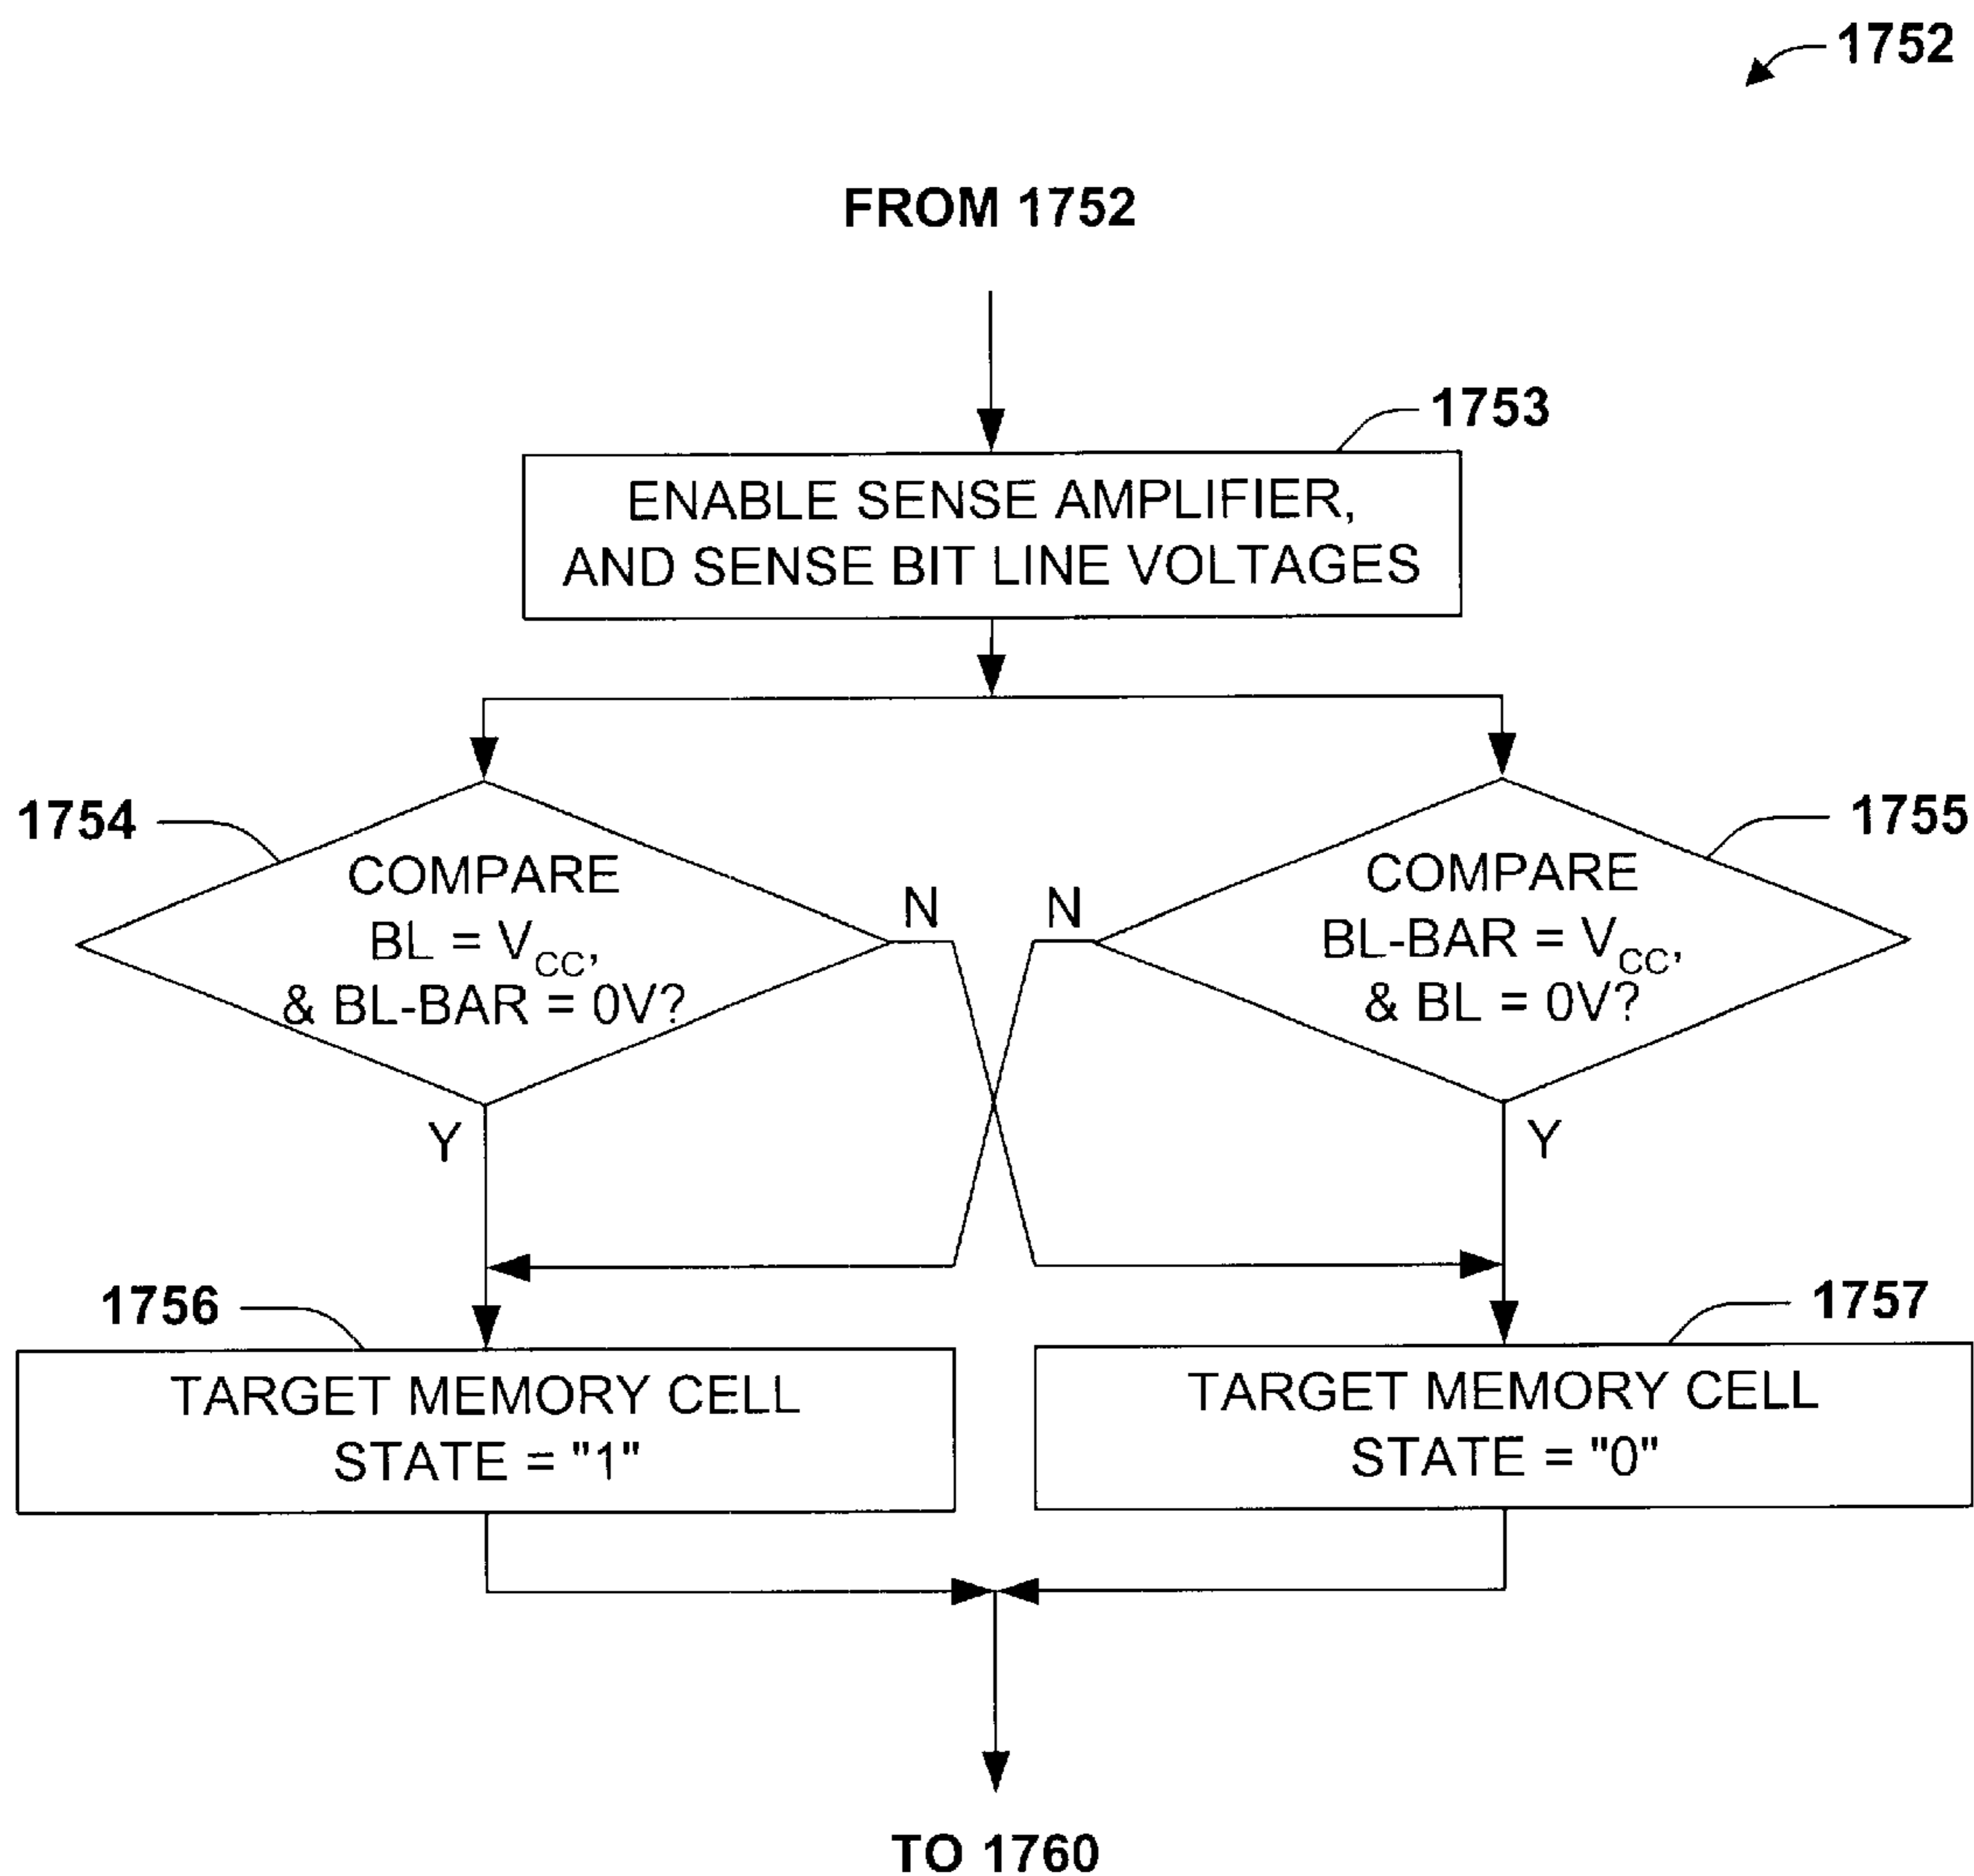 1752
FROM 1752
1753
ENABLE SENSE AMPLIFIER,
AND SENSE BIT LINE VOLTAGES
1754
COMPARE
BL = VCC,
& BL-BAR = 0V?
N
Y
1755
COMPARE
BL-BAR = VCC,
& BL = 0V?
N
Y
1756
TARGET MEMORY CELL
STATE = "1"
1757
TARGET MEMORY CELL
STATE = "0"
TO 1760